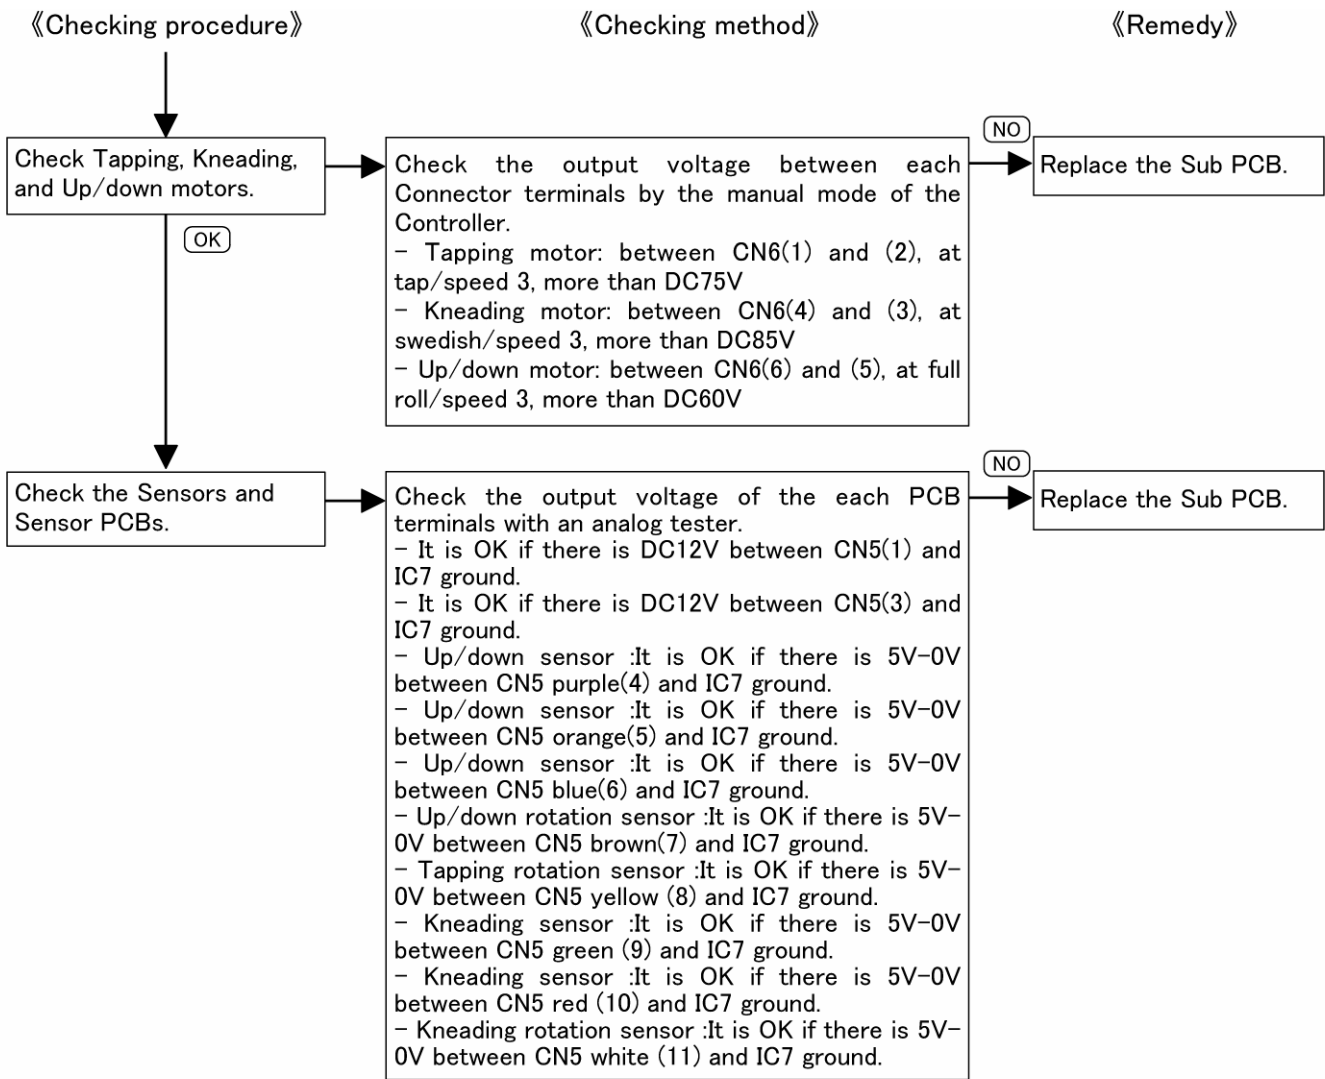 《Checking procedure》
《Checking method》
《Remedy》
Check Tapping, Kneading,
and Up/down motors.
OK
Check the output voltage between each
Connector terminals by the manual mode of the
Controller.
- Tapping motor: between CN6(1) and (2), at
tap/speed 3, more than DC75V
- Kneading motor: between CN6(4) and (3), at
swedish/speed 3, more than DC85V
- Up/down motor: between CN6(6) and (5), at full
roll/speed 3, more than DC60V
NO
Replace the Sub PCB.
Check the Sensors and
Sensor PCBs.
Check the output voltage of the each PCB
terminals with an analog tester.
- It is OK if there is DC12V between CN5(1) and
IC7 ground.
- It is OK if there is DC12V between CN5(3) and
IC7 ground.
- Up/down sensor :It is OK if there is 5V-0V
between CN5 purple(4) and IC7 ground.
- Up/down sensor :It is OK if there is 5V-0V
between CN5 orange(5) and IC7 ground.
- Up/down sensor :It is OK if there is 5V-0V
between CN5 blue(6) and IC7 ground.
- Up/down rotation sensor :It is OK if there is 5V-
0V between CN5 brown(7) and IC7 ground.
- Tapping rotation sensor :It is OK if there is 5V-
0V between CN5 yellow (8) and IC7 ground.
- Kneading sensor :It is OK if there is 5V-0V
between CN5 green (9) and IC7 ground.
- Kneading sensor :It is OK if there is 5V-0V
between CN5 red (10) and IC7 ground.
- Kneading rotation sensor :It is OK if there is 5V-
0V between CN5 white (11) and IC7 ground.
NO
Replace the Sub PCB.